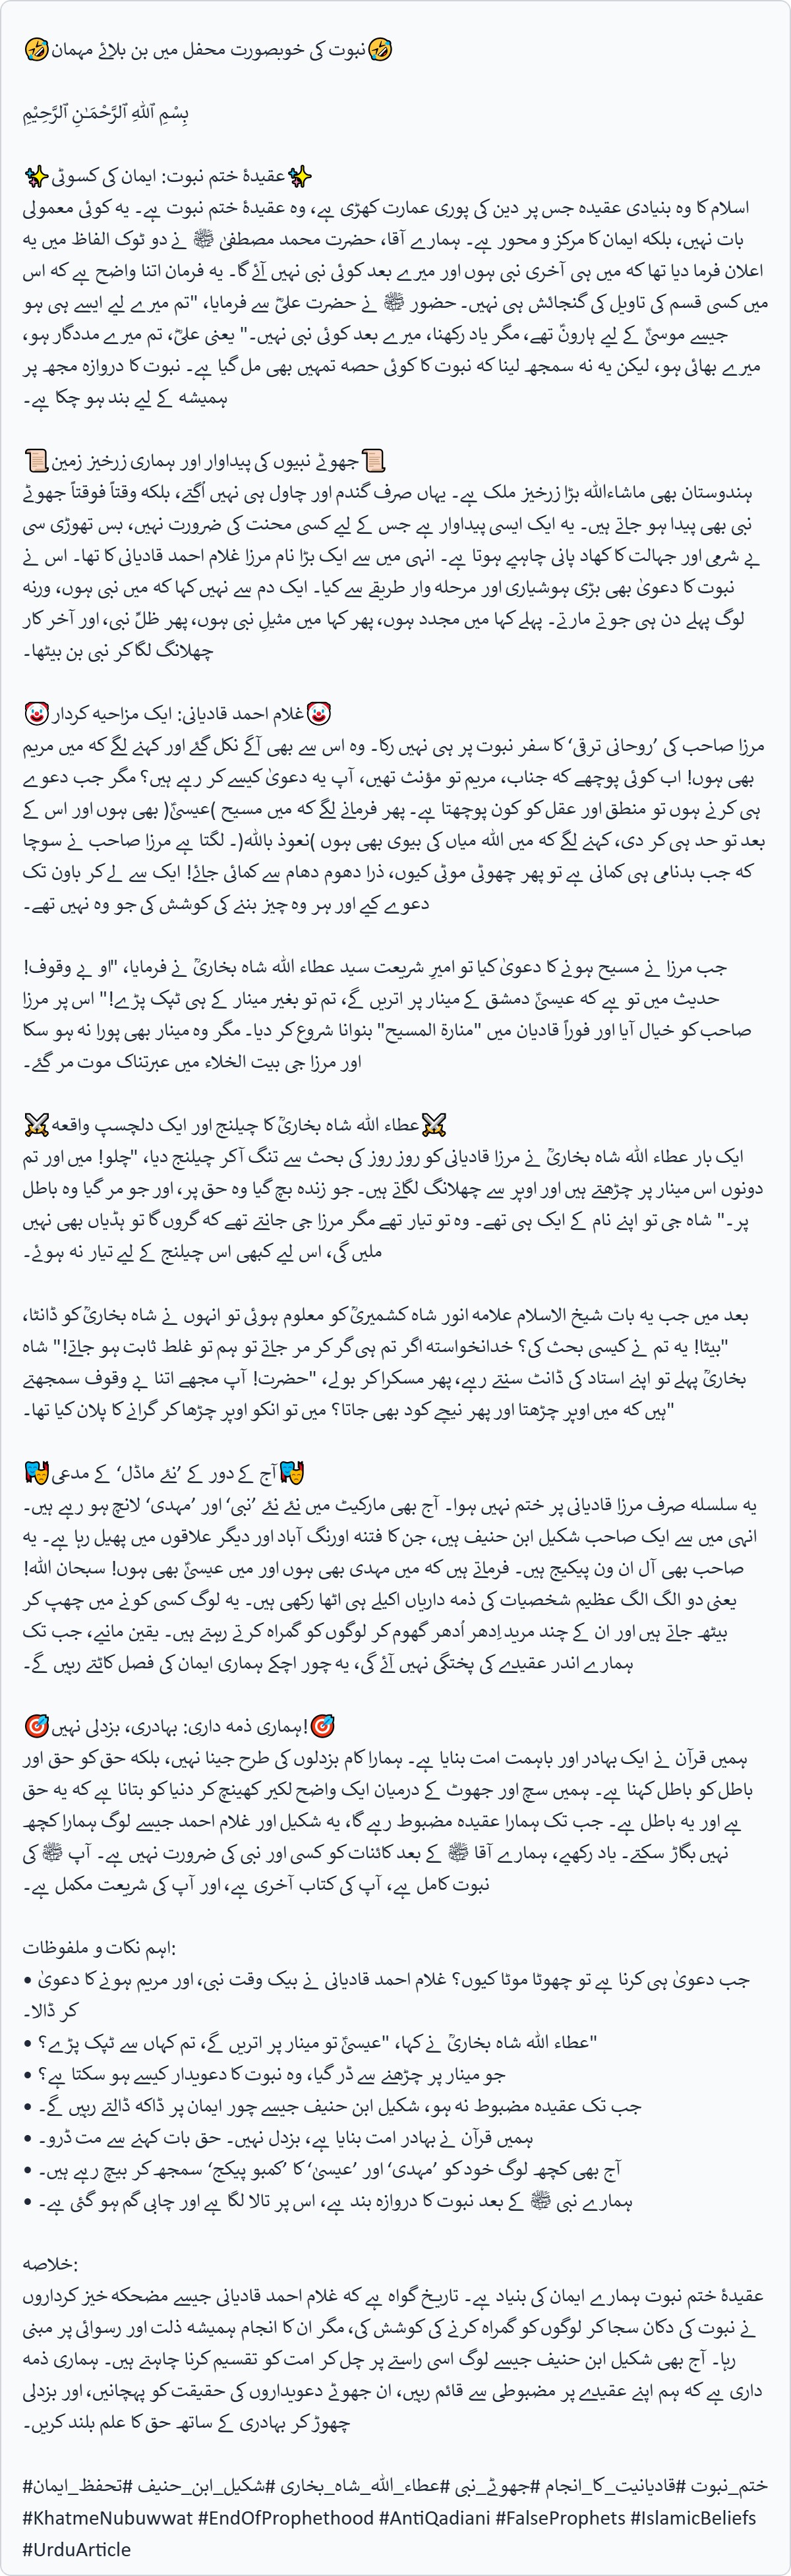 🤣نبوت کی خوبصورت محفل میں بن بلائے مہمان🤣
بِسْمِ ٱللَّٰهِ ٱلرَّحْمَـٰنِ ٱلرَّحِيْمِ
✨عقیدۂ ختم نبوت: ایمان کی کسوٹی✨
اسلام کا وہ بنیادی عقیدہ جس پر دین کی پوری عمارت کھڑی ہے، وہ عقیدۂ ختم نبوت ہے۔ یہ کوئی معمولی
بات نہیں، بلکہ ایمان کا مرکز و محور ہے۔ ہمارے آقا، حضرت محمد مصطفیٰ ﷺ نے دو ٹوک الفاظ میں یہ
اعلان فرما دیا تھا کہ میں ہی آخری نبی ہوں اور میرے بعد کوئی نبی نہیں آئے گا۔ یہ فرمان اتنا واضح ہے کہ اس
میں کسی قسم کی تاویل کی گنجائش ہی نہیں۔ حضور ﷺ نے حضرت علیؓ سے فرمایا، "تم میرے لیے ایسے ہی ہو
جیسے موسیٰؑ کے لیے ہارونؑ تھے، مگر یاد رکھنا، میرے بعد کوئی نبی نہیں۔" یعنی علیؓ، تم میرے مددگار ہو،
میرے بھائی ہو، لیکن یہ نہ سمجھ لینا کہ نبوت کا کوئی حصہ تمہیں بھی مل گیا ہے۔ نبوت کا دروازہ مجھ پر
ہمیشہ کے لیے بند ہو چکا ہے۔
📜جھوٹے نبیوں کی پیداوار اور ہماری زرخیز زمین📜
ہندوستان بھی ماشاءاللہ بڑا زرخیز ملک ہے۔ یہاں صرف گندم اور چاول ہی نہیں اُگتے، بلکہ وقتاً فوقتاً جھوٹے
نبی بھی پیدا ہو جاتے ہیں۔ یہ ایک ایسی پیداوار ہے جس کے لیے کسی محنت کی ضرورت نہیں، بس تھوڑی سی
بے شرمی اور جہالت کا کھاد پانی چاہیے ہوتا ہے۔ انہی میں سے ایک بڑا نام مرزا غلام احمد قادیانی کا تھا۔ اس نے
نبوت کا دعویٰ بھی بڑی ہوشیاری اور مرحلہ وار طریقے سے کیا۔ ایک دم سے نہیں کہا کہ میں نبی ہوں، ورنہ
لوگ پہلے دن ہی جوتے مارتے۔ پہلے کہا میں مجدد ہوں، پھر کہا میں مثیلِ نبی ہوں، پھر ظلّی نبی، اور آخر کار
چھلانگ لگا کر نبی بن بیٹھا۔
🤡غلام احمد قادیانی: ایک مزاحیہ کردار🤡
مرزا صاحب کی ’روحانی ترقی‘ کا سفر نبوت پر ہی نہیں رکا۔ وہ اس سے بھی آگے نکل گئے اور کہنے لگے کہ میں مریم
بھی ہوں! اب کوئی پوچھے کہ جناب، مریم تو مؤنث تھیں، آپ یہ دعویٰ کیسے کر رہے ہیں؟ مگر جب دعوے
ہی کرنے ہوں تو منطق اور عقل کو کون پوچھتا ہے۔ پھر فرمانے لگے کہ میں مسیح )عیسیٰؑ( بھی ہوں اور اس کے
بعد تو حد ہی کر دی، کہنے لگے کہ میں اللہ میاں کی بیوی بھی ہوں )نعوذ باللہ(۔ لگتا ہے مرزا صاحب نے سوچا
کہ جب بدنامی ہی کمانی ہے تو پھر چھوٹی موٹی کیوں، ذرا دھوم دھام سے کمائی جائے! ایک سے لے کر باون تک
دعوے کیے اور ہر وہ چیز بننے کی کوشش کی جو وہ نہیں تھے۔
جب مرزا نے مسیح ہونے کا دعویٰ کیا تو امیرِ شریعت سید عطاء اللہ شاہ بخاریؒ نے فرمایا، "او بے وقوف!
حدیث میں تو ہے کہ عیسیٰؑ دمشق کے مینار پر اتریں گے، تم تو بغیر مینار کے ہی ٹپک پڑے!" اس پر مرزا
صاحب کو خیال آیا اور فوراً قادیان میں "منارۃ المسیح" بنوانا شروع کر دیا۔ مگر وہ مینار بھی پورا نہ ہو سکا
اور مرزا جی بیت الخلاء میں عبرتناک موت مر گئے۔
⚔️عطاء اللہ شاہ بخاریؒ کا چیلنج اور ایک دلچسپ واقعہ⚔️
ایک بار عطاء اللہ شاہ بخاریؒ نے مرزا قادیانی کو روز روز کی بحث سے تنگ آکر چیلنج دیا، "چلو! میں اور تم
دونوں اس مینار پر چڑھتے ہیں اور اوپر سے چھلانگ لگاتے ہیں۔ جو زندہ بچ گیا وہ حق پر، اور جو مر گیا وہ باطل
پر۔" شاہ جی تو اپنے نام کے ایک ہی تھے۔ وہ تو تیار تھے مگر مرزا جی جانتے تھے کہ گروں گا تو ہڈیاں بھی نہیں
ملیں گی، اس لیے کبھی اس چیلنج کے لیے تیار نہ ہوئے۔
بعد میں جب یہ بات شیخ الاسلام علامہ انور شاہ کشمیریؒ کو معلوم ہوئی تو انہوں نے شاہ بخاریؒ کو ڈانٹا،
"بیٹا! یہ تم نے کیسی بحث کی؟ خدانخواستہ اگر تم ہی گر کر مر جاتے تو ہم تو غلط ثابت ہو جاتے!" شاہ
بخاریؒ پہلے تو اپنے استاد کی ڈانٹ سنتے رہے، پھر مسکرا کر بولے، "حضرت! آپ مجھے اتنا بے وقوف سمجھتے
ہیں کہ میں اوپر چڑھتا اور پھر نیچے کود بھی جاتا؟ میں تو انکو اوپر چڑھا کر گرانے کا پلان کیا تھا۔"
🎭آج کے دور کے ’نئے ماڈل‘ کے مدعی🎭
یہ سلسلہ صرف مرزا قادیانی پر ختم نہیں ہوا۔ آج بھی مارکیٹ میں نئے نئے ’نبی‘ اور ’مہدی‘ لانچ ہو رہے ہیں۔
انہی میں سے ایک صاحب شکیل ابن حنیف ہیں، جن کا فتنہ اورنگ آباد اور دیگر علاقوں میں پھیل رہا ہے۔ یہ
صاحب بھی آل ان ون پیکیج ہیں۔ فرماتے ہیں کہ میں مہدی بھی ہوں اور میں عیسیٰؑ بھی ہوں! سبحان اللہ!
یعنی دو الگ الگ عظیم شخصیات کی ذمہ داریاں اکیلے ہی اٹھا رکھی ہیں۔ یہ لوگ کسی کونے میں چھپ کر
بیٹھ جاتے ہیں اور ان کے چند مرید اِدھر اُدھر گھوم کر لوگوں کو گمراہ کرتے رہتے ہیں۔ یقین مانیے، جب تک
ہمارے اندر عقیدے کی پختگی نہیں آئے گی، یہ چور اچکے ہماری ایمان کی فصل کاٹتے رہیں گے۔
🎯ہماری ذمہ داری: بہادری، بزدلی نہیں!🎯
ہمیں قرآن نے ایک بہادر اور باہمت امت بنایا ہے۔ ہمارا کام بزدلوں کی طرح جینا نہیں، بلکہ حق کو حق اور
باطل کو باطل کہنا ہے۔ ہمیں سچ اور جھوٹ کے درمیان ایک واضح لکیر کھینچ کر دنیا کو بتانا ہے کہ یہ حق
ہے اور یہ باطل ہے۔ جب تک ہمارا عقیدہ مضبوط رہے گا، یہ شکیل اور غلام احمد جیسے لوگ ہمارا کچھ
نہیں بگاڑ سکتے۔ یاد رکھیے، ہمارے آقا ﷺ کے بعد کائنات کو کسی اور نبی کی ضرورت نہیں ہے۔ آپ ﷺ کی
نبوت کامل ہے، آپ کی کتاب آخری ہے، اور آپ کی شریعت مکمل ہے۔
اہم نکات و ملفوظات:
• جب دعویٰ ہی کرنا ہے تو چھوٹا موٹا کیوں؟ غلام احمد قادیانی نے بیک وقت نبی، اور مریم ہونے کا دعویٰ
کر ڈالا۔
• عطاء اللہ شاہ بخاریؒ نے کہا، "عیسیٰؑ تو مینار پر اتریں گے، تم کہاں سے ٹپک پڑے؟"
• جو مینار پر چڑھنے سے ڈر گیا، وہ نبوت کا دعویدار کیسے ہو سکتا ہے؟
• جب تک عقیدہ مضبوط نہ ہو، شکیل ابن حنیف جیسے چور ایمان پر ڈاکہ ڈالتے رہیں گے۔
• ہمیں قرآن نے بہادر امت بنایا ہے، بزدل نہیں۔ حق بات کہنے سے مت ڈرو۔
• آج بھی کچھ لوگ خود کو ’مہدی‘ اور ’عیسیٰ‘ کا ’کمبو پیکج‘ سمجھ کر بیچ رہے ہیں۔
• ہمارے نبی ﷺ کے بعد نبوت کا دروازہ بند ہے، اس پر تالا لگا ہے اور چابی گم ہو گئی ہے۔
خلاصہ:
عقیدۂ ختم نبوت ہمارے ایمان کی بنیاد ہے۔ تاریخ گواہ ہے کہ غلام احمد قادیانی جیسے مضحکہ خیز کرداروں
نے نبوت کی دکان سجا کر لوگوں کو گمراہ کرنے کی کوشش کی، مگر ان کا انجام ہمیشہ ذلت اور رسوائی پر مبنی
رہا۔ آج بھی شکیل ابن حنیف جیسے لوگ اسی راستے پر چل کر امت کو تقسیم کرنا چاہتے ہیں۔ ہماری ذمہ
داری ہے کہ ہم اپنے عقیدے پر مضبوطی سے قائم رہیں، ان جھوٹے دعویداروں کی حقیقت کو پہچانیں، اور بزدلی
چھوڑ کر بہادری کے ساتھ حق کا علم بلند کریں۔
#ختم_نبوت #قادیانیت_کا_انجام #جھوٹے_نبی #عطاء_اللہ_شاہ_بخاری #شکیل_ابن_حنیف #تحفظ_ایمان
#KhatmeNubuwwat #EndOfProphethood #AntiQadiani #FalseProphets #IslamicBeliefs
#UrduArticle